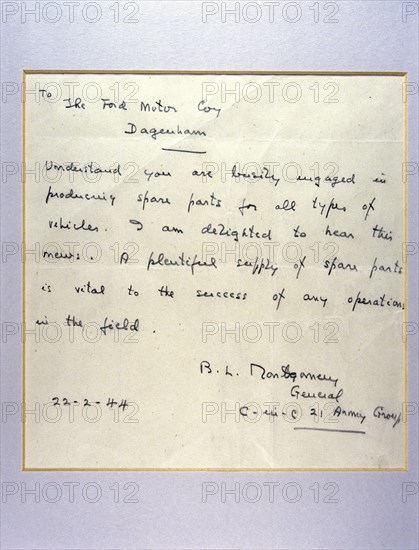 To
The Ford Motor Coy
Dagenham
Understand you are busily engaged in
producing spare parts for all types of
vehicles. I am delighted to hear this
news. A plentiful supply of spare parts
is vital to the success of any operations
in the field.
B. L. Montgomery
General
C-in-C 21 Army Group
22-2-44
PHOTO 12